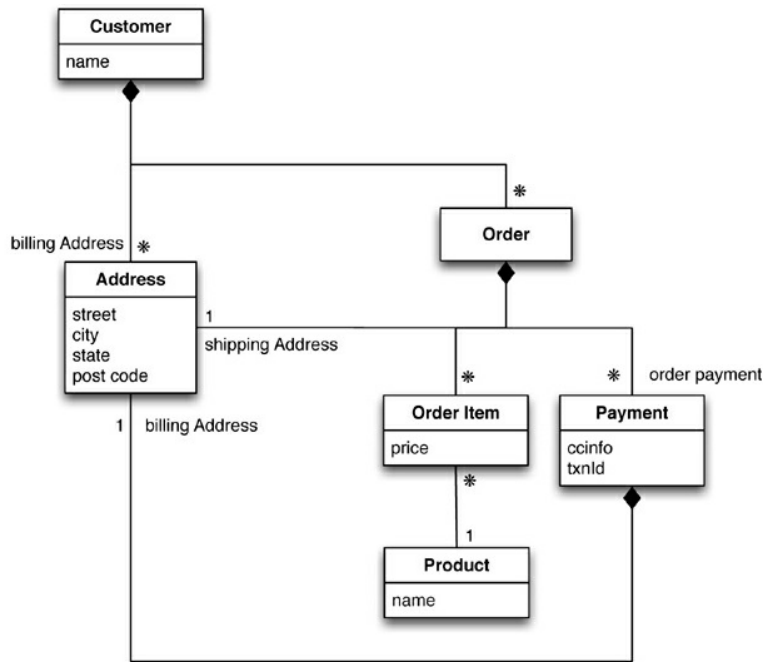 Customer
name
*
Order
billing Address *
Address
street
city
state
post code
1
shipping Address
*
* order payment
1 billing Address
Order Item
price
Payment
ccinfo
txnId
*
1
Product
name